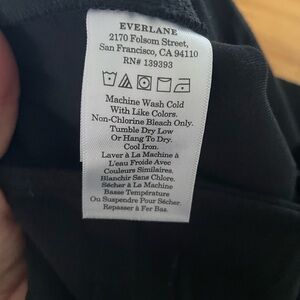 EVERLANE
2170 Folsom Street,
San Francisco, CA 94110
RN# 139393
Machine Wash Cold
With Like Colors.
Non-Chlorine Bleach Only.
Tumble Dry Low
Or Hang To Dry.
Cool Iron.
Laver à La Machine à
L'eau Froide Avec
Couleurs Similaires.
Blanchir Sans Chlore.
Sécher à La Machine
Basse Température
Ou Suspendre Pour Sécher.
Repasser à Fer Bas.